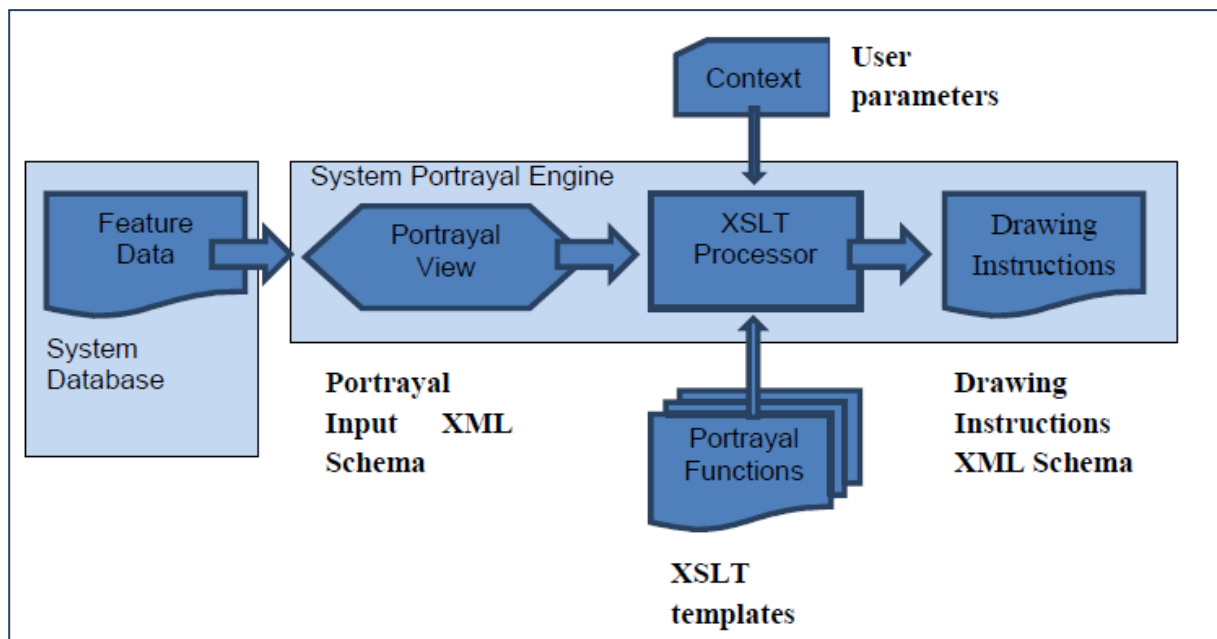 Context
User
parameters
System Portrayal Engine
Feature
Data
System
Database
Portrayal
View
XSLT
Processor
Drawing
Instructions
Portrayal
Input XML
Schema
Portrayal
Functions
Drawing
Instructions
XML Schema
XSLT
templates